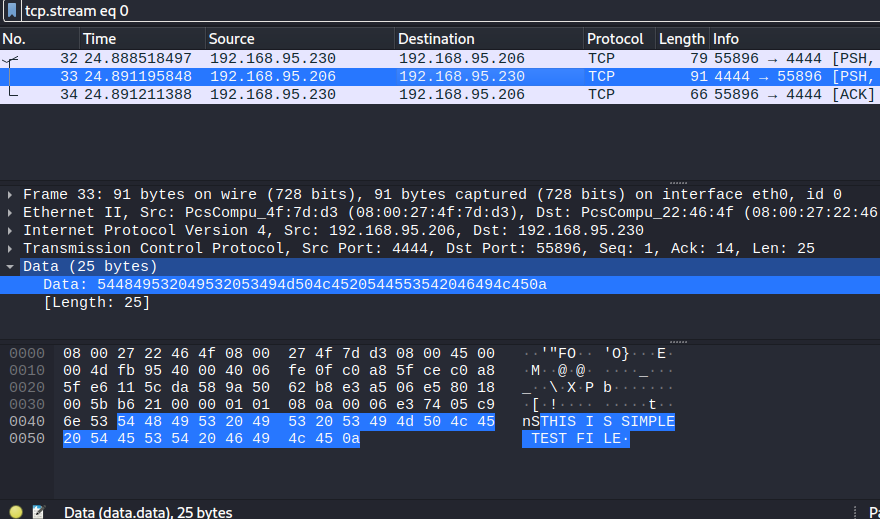 tcp.stream eq 0
No. Time Source Destination Protocol Length Info
32 24.888518497 192.168.95.230 192.168.95.206 TCP 79 55896 → 4444 [PSH,
33 24.891195848 192.168.95.206 192.168.95.230 TCP 91 4444 → 55896 [PSH,
34 24.891211388 192.168.95.230 192.168.95.206 TCP 66 55896 → 4444 [ACK]
Frame 33: 91 bytes on wire (728 bits), 91 bytes captured (728 bits) on interface eth0, id 0
Ethernet II, Src: PcsCompu_4f:7d:d3 (08:00:27:4f:7d:d3), Dst: PcsCompu_22:46:4f (08:00:27:22:46
Internet Protocol Version 4, Src: 192.168.95.206, Dst: 192.168.95.230
Transmission Control Protocol, Src Port: 4444, Dst Port: 55896, Seq: 1, Ack: 14, Len: 25
Data (25 bytes)
Data: 544849532049532053494d504c4520544553542046494c450a
[Length: 25]
0000 08 00 27 22 46 4f 08 00 27 4f 7d d3 08 00 45 00 ··'"FO·· 'O}···E·
0010 00 4d fb 95 40 00 40 06 fe 0f c0 a8 5f ce c0 a8 ·M··@·@· ····_···
0020 5f e6 11 5c da 58 9a 50 62 b8 e3 a5 06 e5 80 18 _··\·X·P b·······
0030 00 5b b6 21 00 00 01 01 08 0a 00 06 e3 74 05 c9 ·[·!···· ·····t··
0040 6e 53 54 48 49 53 20 49 53 20 53 49 4d 50 4c 45 nSTHIS I S SIMPLE
0050 20 54 45 53 54 20 46 49 4c 45 0a TEST FI LE·
Data (data.data), 25 bytes
Pa